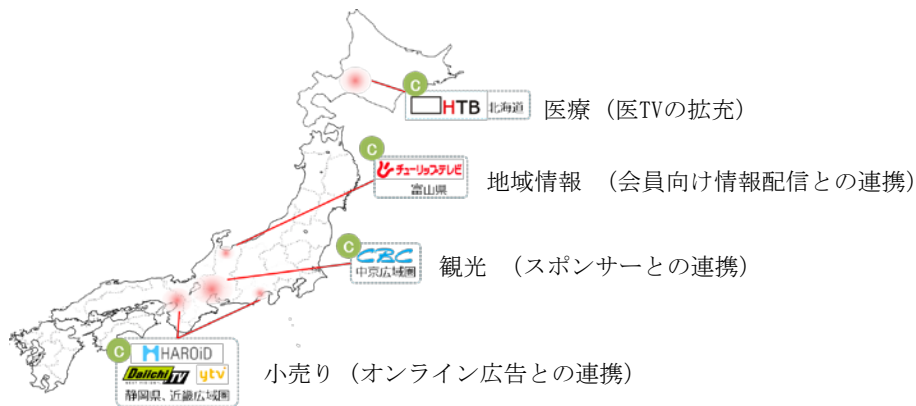 C
HTB 北海道 医療（医TVの拡充）
C
チューリップテレビ
富山県
地域情報　（会員向け情報配信との連携）
C
CBC
中京広域圏
観光　（スポンサーとの連携）
C
HAROiD
Daiichi TV ytv
静岡県、近畿広域圏
小売り（オンライン広告との連携）